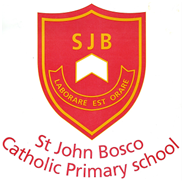 SJB
LABORARE EST ORARE
St John Bosco
Catholic Primary school